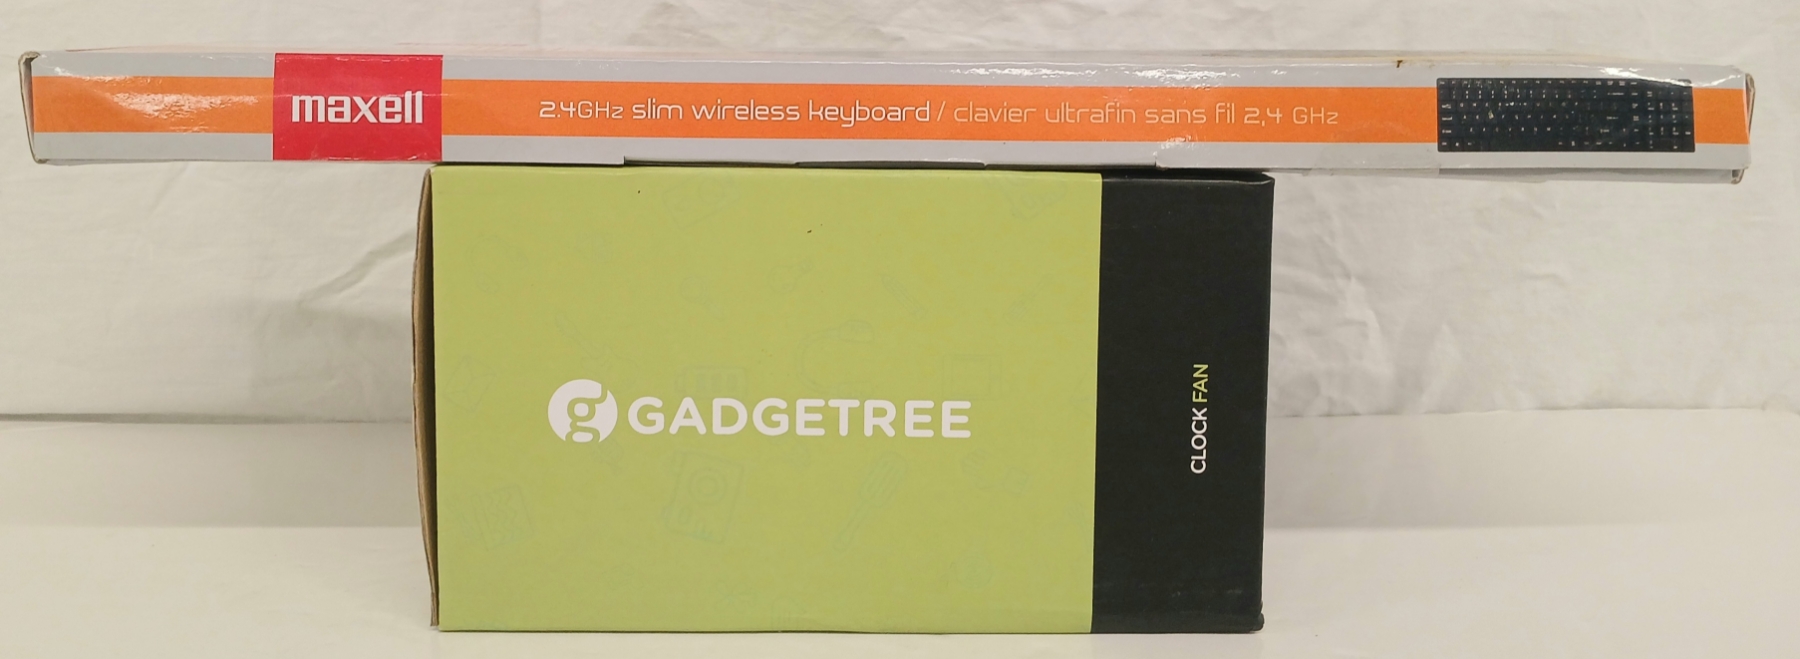 maxell
2.4GHz slim wireless keyboard / clavier ultrafin sans fil 2,4 GHz
g GADGETREE
CLOCK FAN